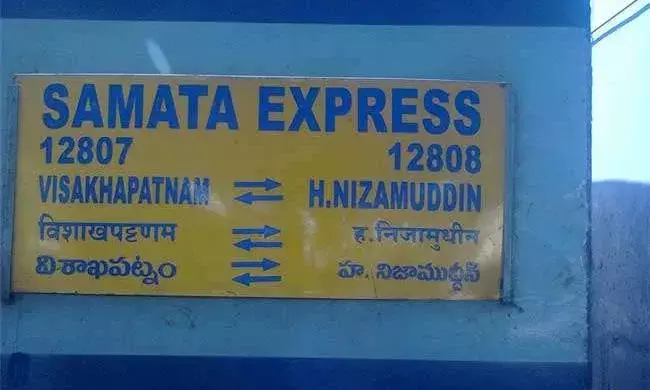 SAMATA EXPRESS
12807 12808
VISAKHAPATNAM ⇄ H.NIZAMUDDIN
विशाखपट्टणम ⇄ ह.निजामुधीन
విశాఖపట్నం ⇄ హ. నిజాముద్దీన్